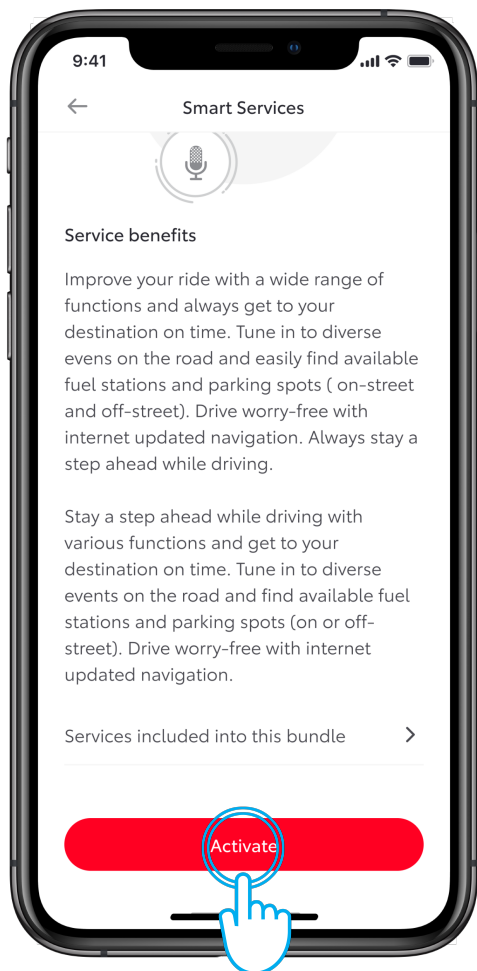 9:41
Smart Services
Service benefits
Improve your ride with a wide range of
functions and always get to your
destination on time. Tune in to diverse
evens on the road and easily find available
fuel stations and parking spots ( on-street
and off-street). Drive worry-free with
internet updated navigation. Always stay a
step ahead while driving.
Stay a step ahead while driving with
various functions and get to your
destination on time. Tune in to diverse
events on the road and find available fuel
stations and parking spots (on or off-
street). Drive worry-free with internet
updated navigation.
Services included into this bundle
Activate